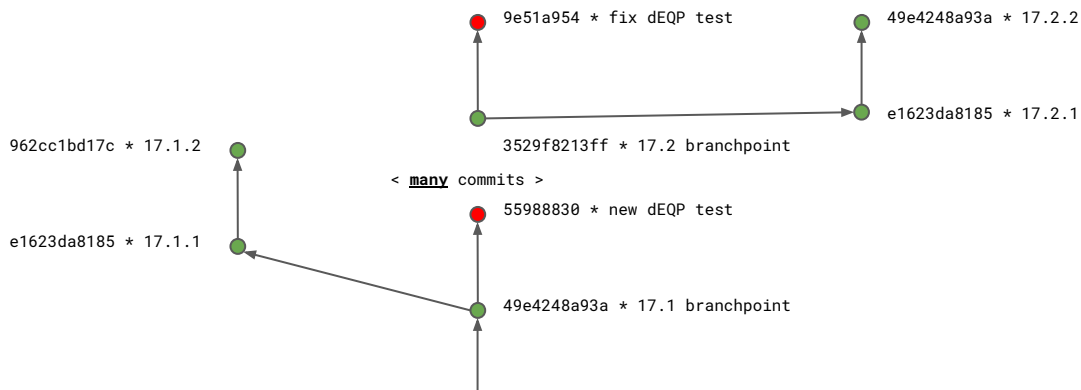 9e51a954 * fix dEQP test
49e4248a93a * 17.2.2
e1623da8185 * 17.2.1
962cc1bd17c * 17.1.2
3529f8213ff * 17.2 branchpoint
< many commits >
55988830 * new dEQP test
e1623da8185 * 17.1.1
49e4248a93a * 17.1 branchpoint